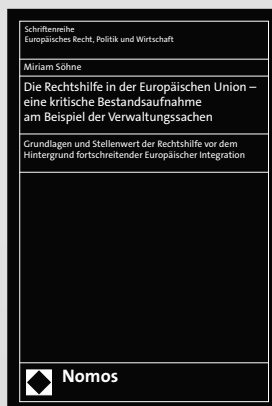 Schriftenreihe
Europäisches Recht, Politik und Wirtschaft
Miriam Söhne
Die Rechtshilfe in der Europäischen Union –
eine kritische Bestandsaufnahme
am Beispiel der Verwaltungssachen
Grundlagen und Stellenwert der Rechtshilfe vor dem
Hintergrund fortschreitender Europäischer Integration
Nomos